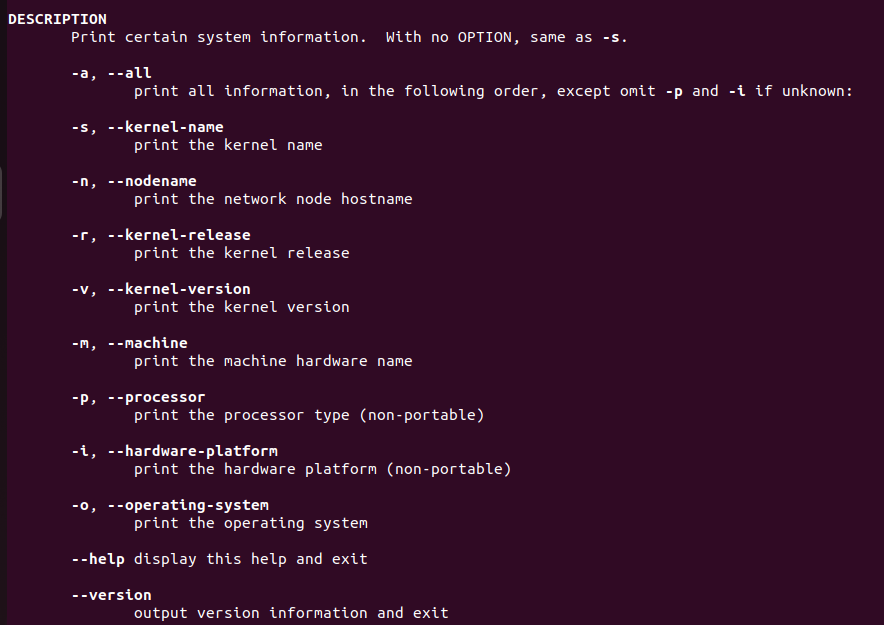 DESCRIPTION
Print certain system information.  With no OPTION, same as -s.
-a, --all
print all information, in the following order, except omit -p and -i if unknown:
-s, --kernel-name
print the kernel name
-n, --nodename
print the network node hostname
-r, --kernel-release
print the kernel release
-v, --kernel-version
print the kernel version
-m, --machine
print the machine hardware name
-p, --processor
print the processor type (non-portable)
-i, --hardware-platform
print the hardware platform (non-portable)
-o, --operating-system
print the operating system
--help display this help and exit
--version
output version information and exit